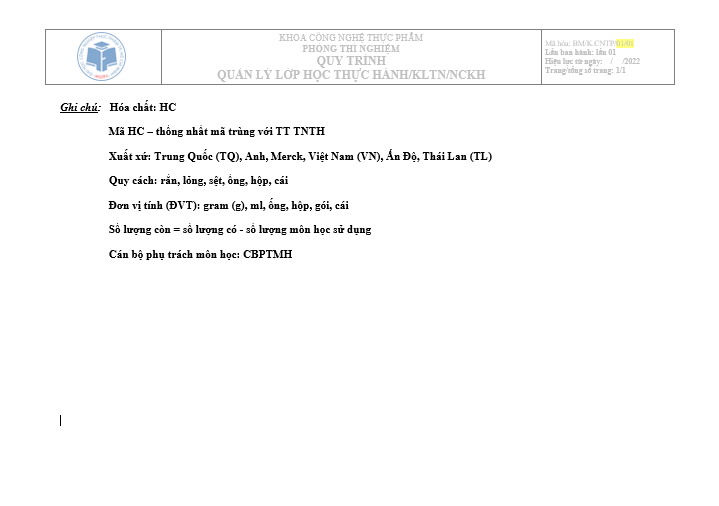 KHOA CÔNG NGHỆ THỰC PHẨM
PHÒNG THÍ NGHIỆM
QUY TRÌNH
QUẢN LÝ LỚP HỌC THỰC HÀNH/KLTN/NCKH
Mã hóa: BM/K.CNTP/01/01
Lần ban hành: lần 01
Hiệu lực từ ngày: / /2022
Trang/tổng số trang: 1/1
Ghi chú: Hóa chất: HC
Mã HC – thống nhất mã trùng với TT TNTH
Xuất xứ: Trung Quốc (TQ), Anh, Merck, Việt Nam (VN), Ấn Độ, Thái Lan (TL)
Quy cách: rắn, lỏng, sệt, ống, hộp, cái
Đơn vị tính (ĐVT): gram (g), ml, ống, hộp, gói, cái
Số lượng còn = số lượng có - số lượng môn học sử dụng
Cán bộ phụ trách môn học: CBPTMH